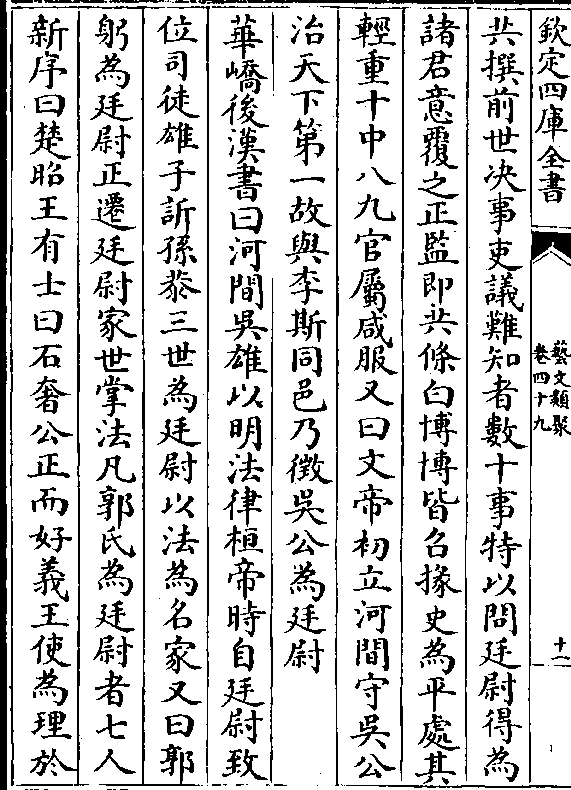 欽定四庫全書
藝文類聚
卷四十九
十一
共撰前世决事吏議難知者數十事特以問廷尉得為
諸君意覆之正監即共條白博博皆召掾史為平處其
輕重十中八九官屬咸服又曰文帝初立河間守吳公
治天下第一故與李斯同邑乃徵吳公為廷尉
華嶠後漢書曰河間吳雄以明法律桓帝時自廷尉致
位司徒雄子訢孫㳟三世為廷尉以法為名家又曰郭
躬為廷尉正遷廷尉家世掌法凡郭氏為廷尉者七人
新序曰楚昭王有士曰石奢公正而好義王使為理於